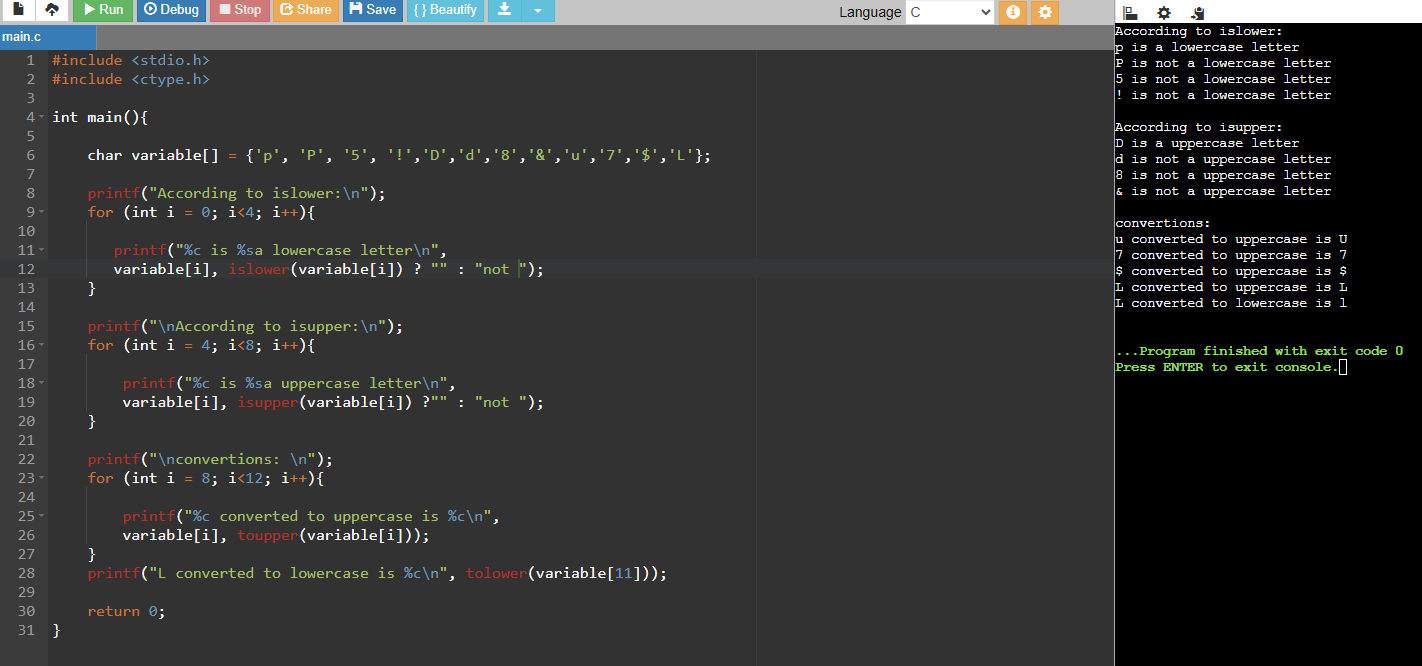 Run Debug Stop Share Save { } Beautify Language C
main.c
1 #include <stdio.h>
2 #include <ctype.h>
3
4 int main(){
5
6 char variable[] = {'p', 'P', '5', '!','D','d','8','&','u','7','$','L'};
7
8 printf("According to islower:\n");
9 for (int i = 0; i<4; i++){
10
11 printf("%c is %sa lowercase letter\n",
12 variable[i], islower(variable[i]) ? "" : "not ");
13 }
14
15 printf("\nAccording to isupper:\n");
16 for (int i = 4; i<8; i++){
17
18 printf("%c is %sa uppercase letter\n",
19 variable[i], isupper(variable[i]) ?"" : "not ");
20 }
21
22 printf("\nconvertions: \n");
23 for (int i = 8; i<12; i++){
24
25 printf("%c converted to uppercase is %c\n",
26 variable[i], toupper(variable[i]));
27 }
28 printf("L converted to lowercase is %c\n", tolower(variable[11]));
29
30 return 0;
31 }
According to islower:
p is a lowercase letter
P is not a lowercase letter
5 is not a lowercase letter
! is not a lowercase letter

According to isupper:
D is a uppercase letter
d is not a uppercase letter
8 is not a uppercase letter
& is not a uppercase letter

convertions:
u converted to uppercase is U
7 converted to uppercase is 7
$ converted to uppercase is $
L converted to uppercase is L
L converted to lowercase is l

...Program finished with exit code 0
Press ENTER to exit console.